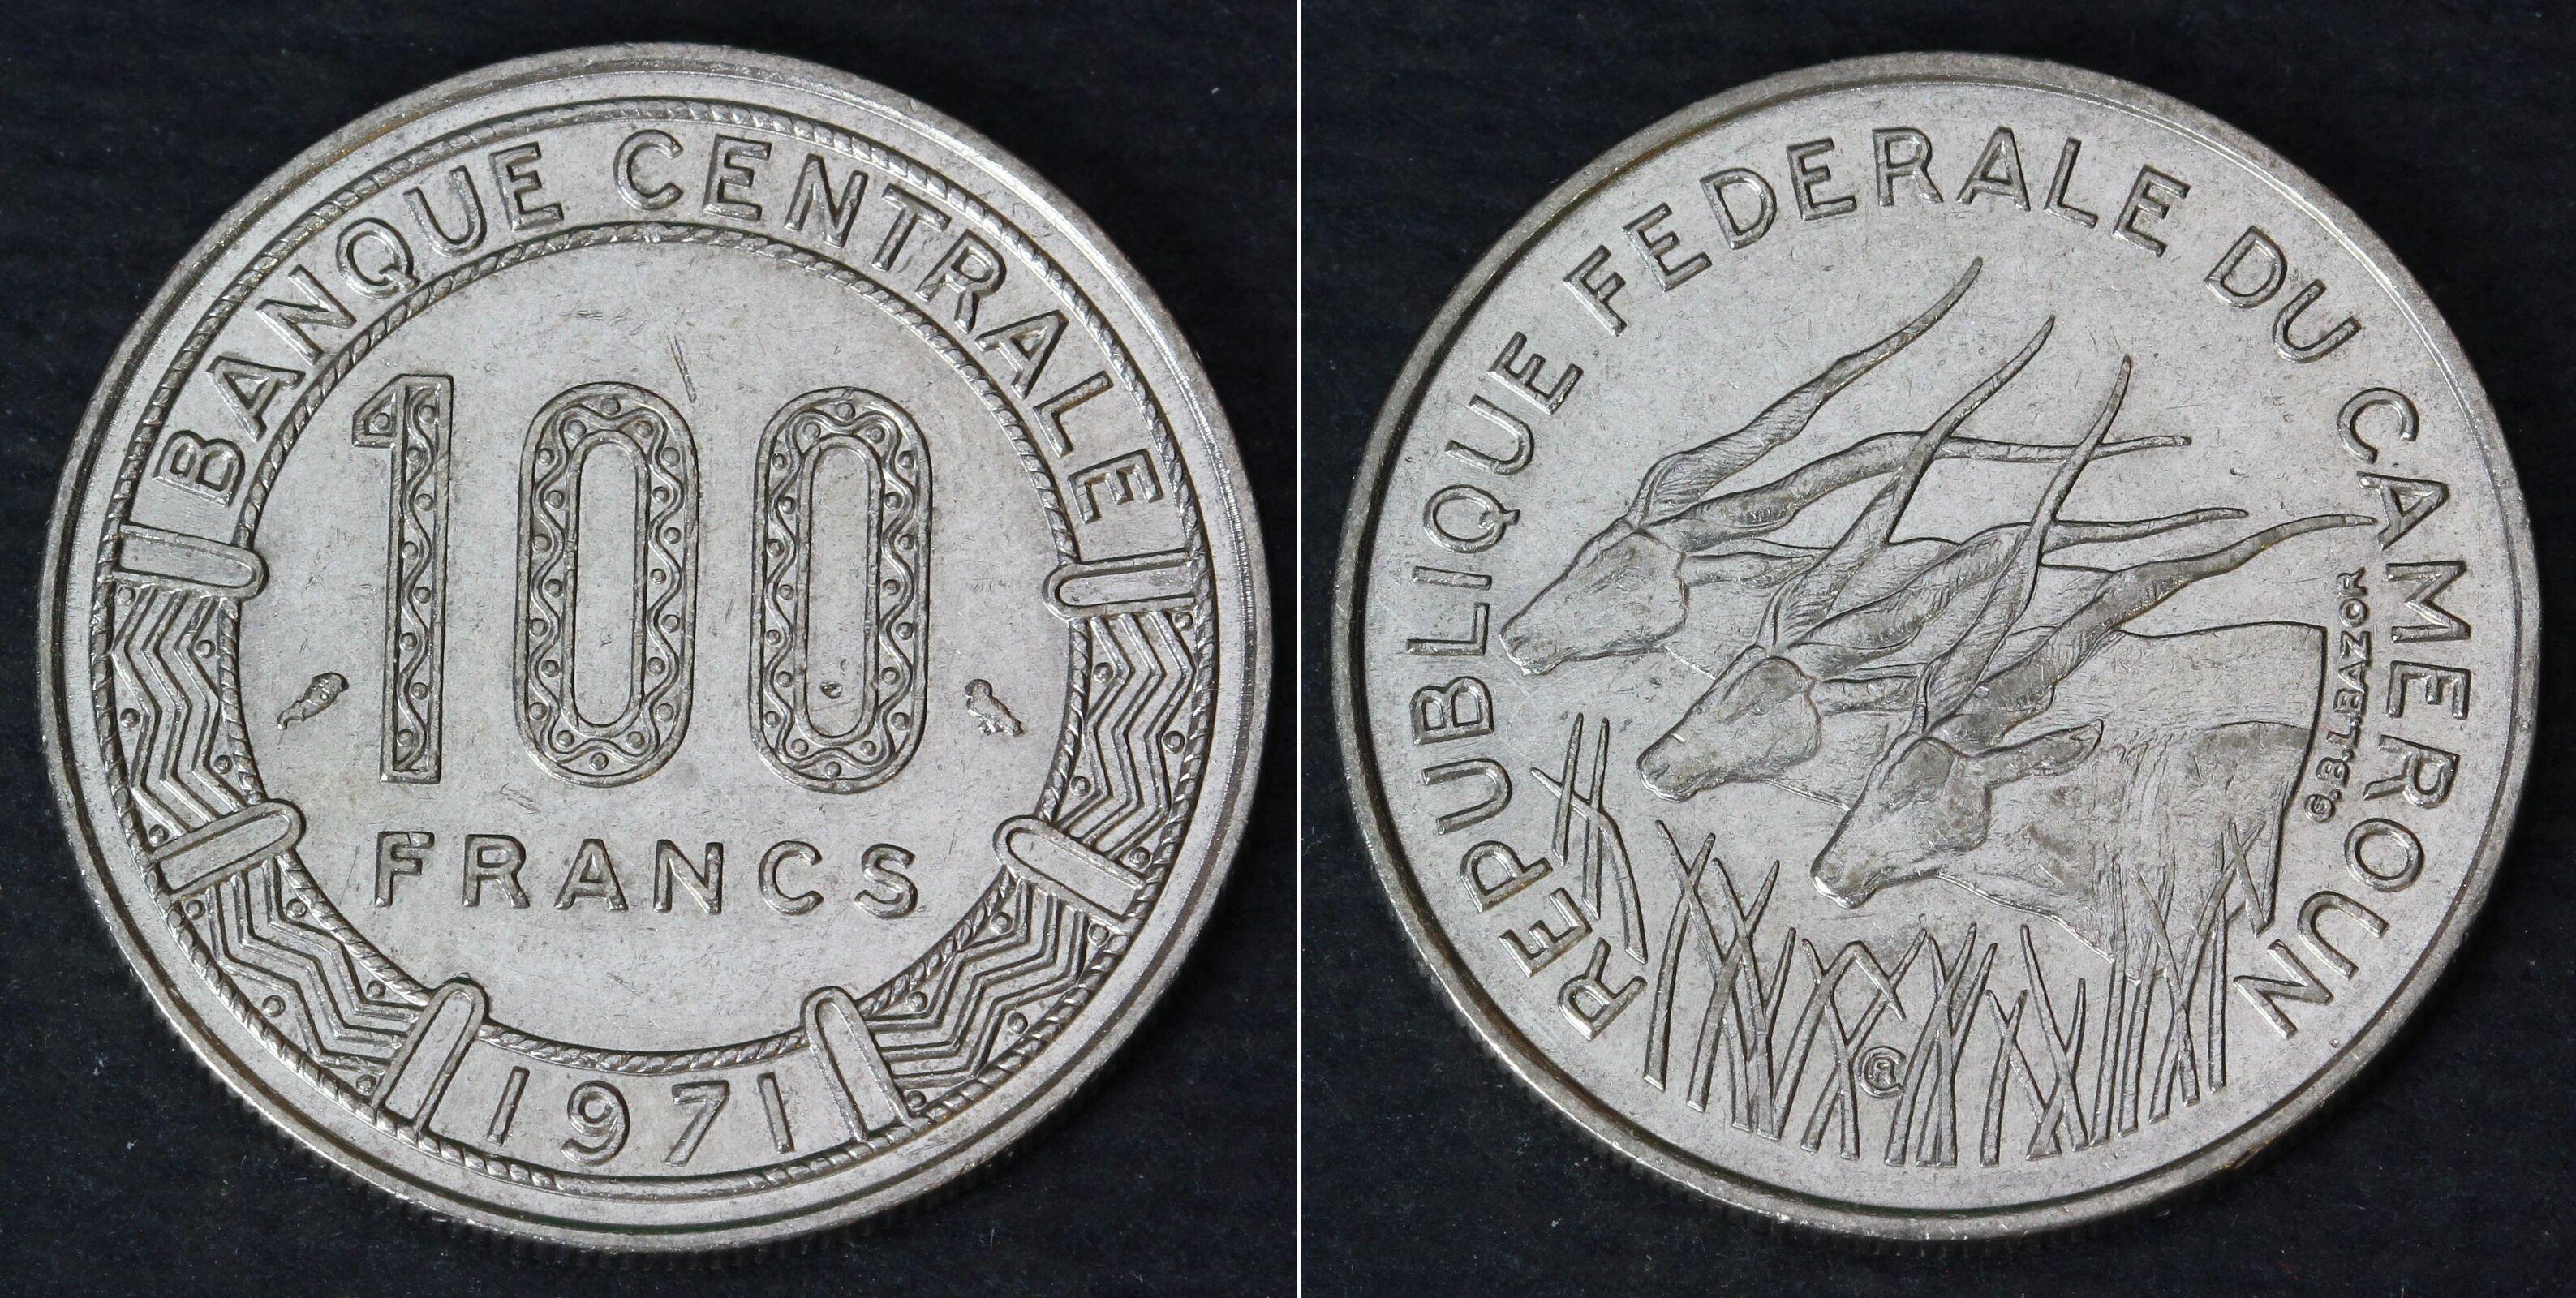 BANQUE CENTRALE
100
FRANCS
1971
REPUBLIQUE FEDERALE DU CAMEROUN
G.B.L.BAZOR
R